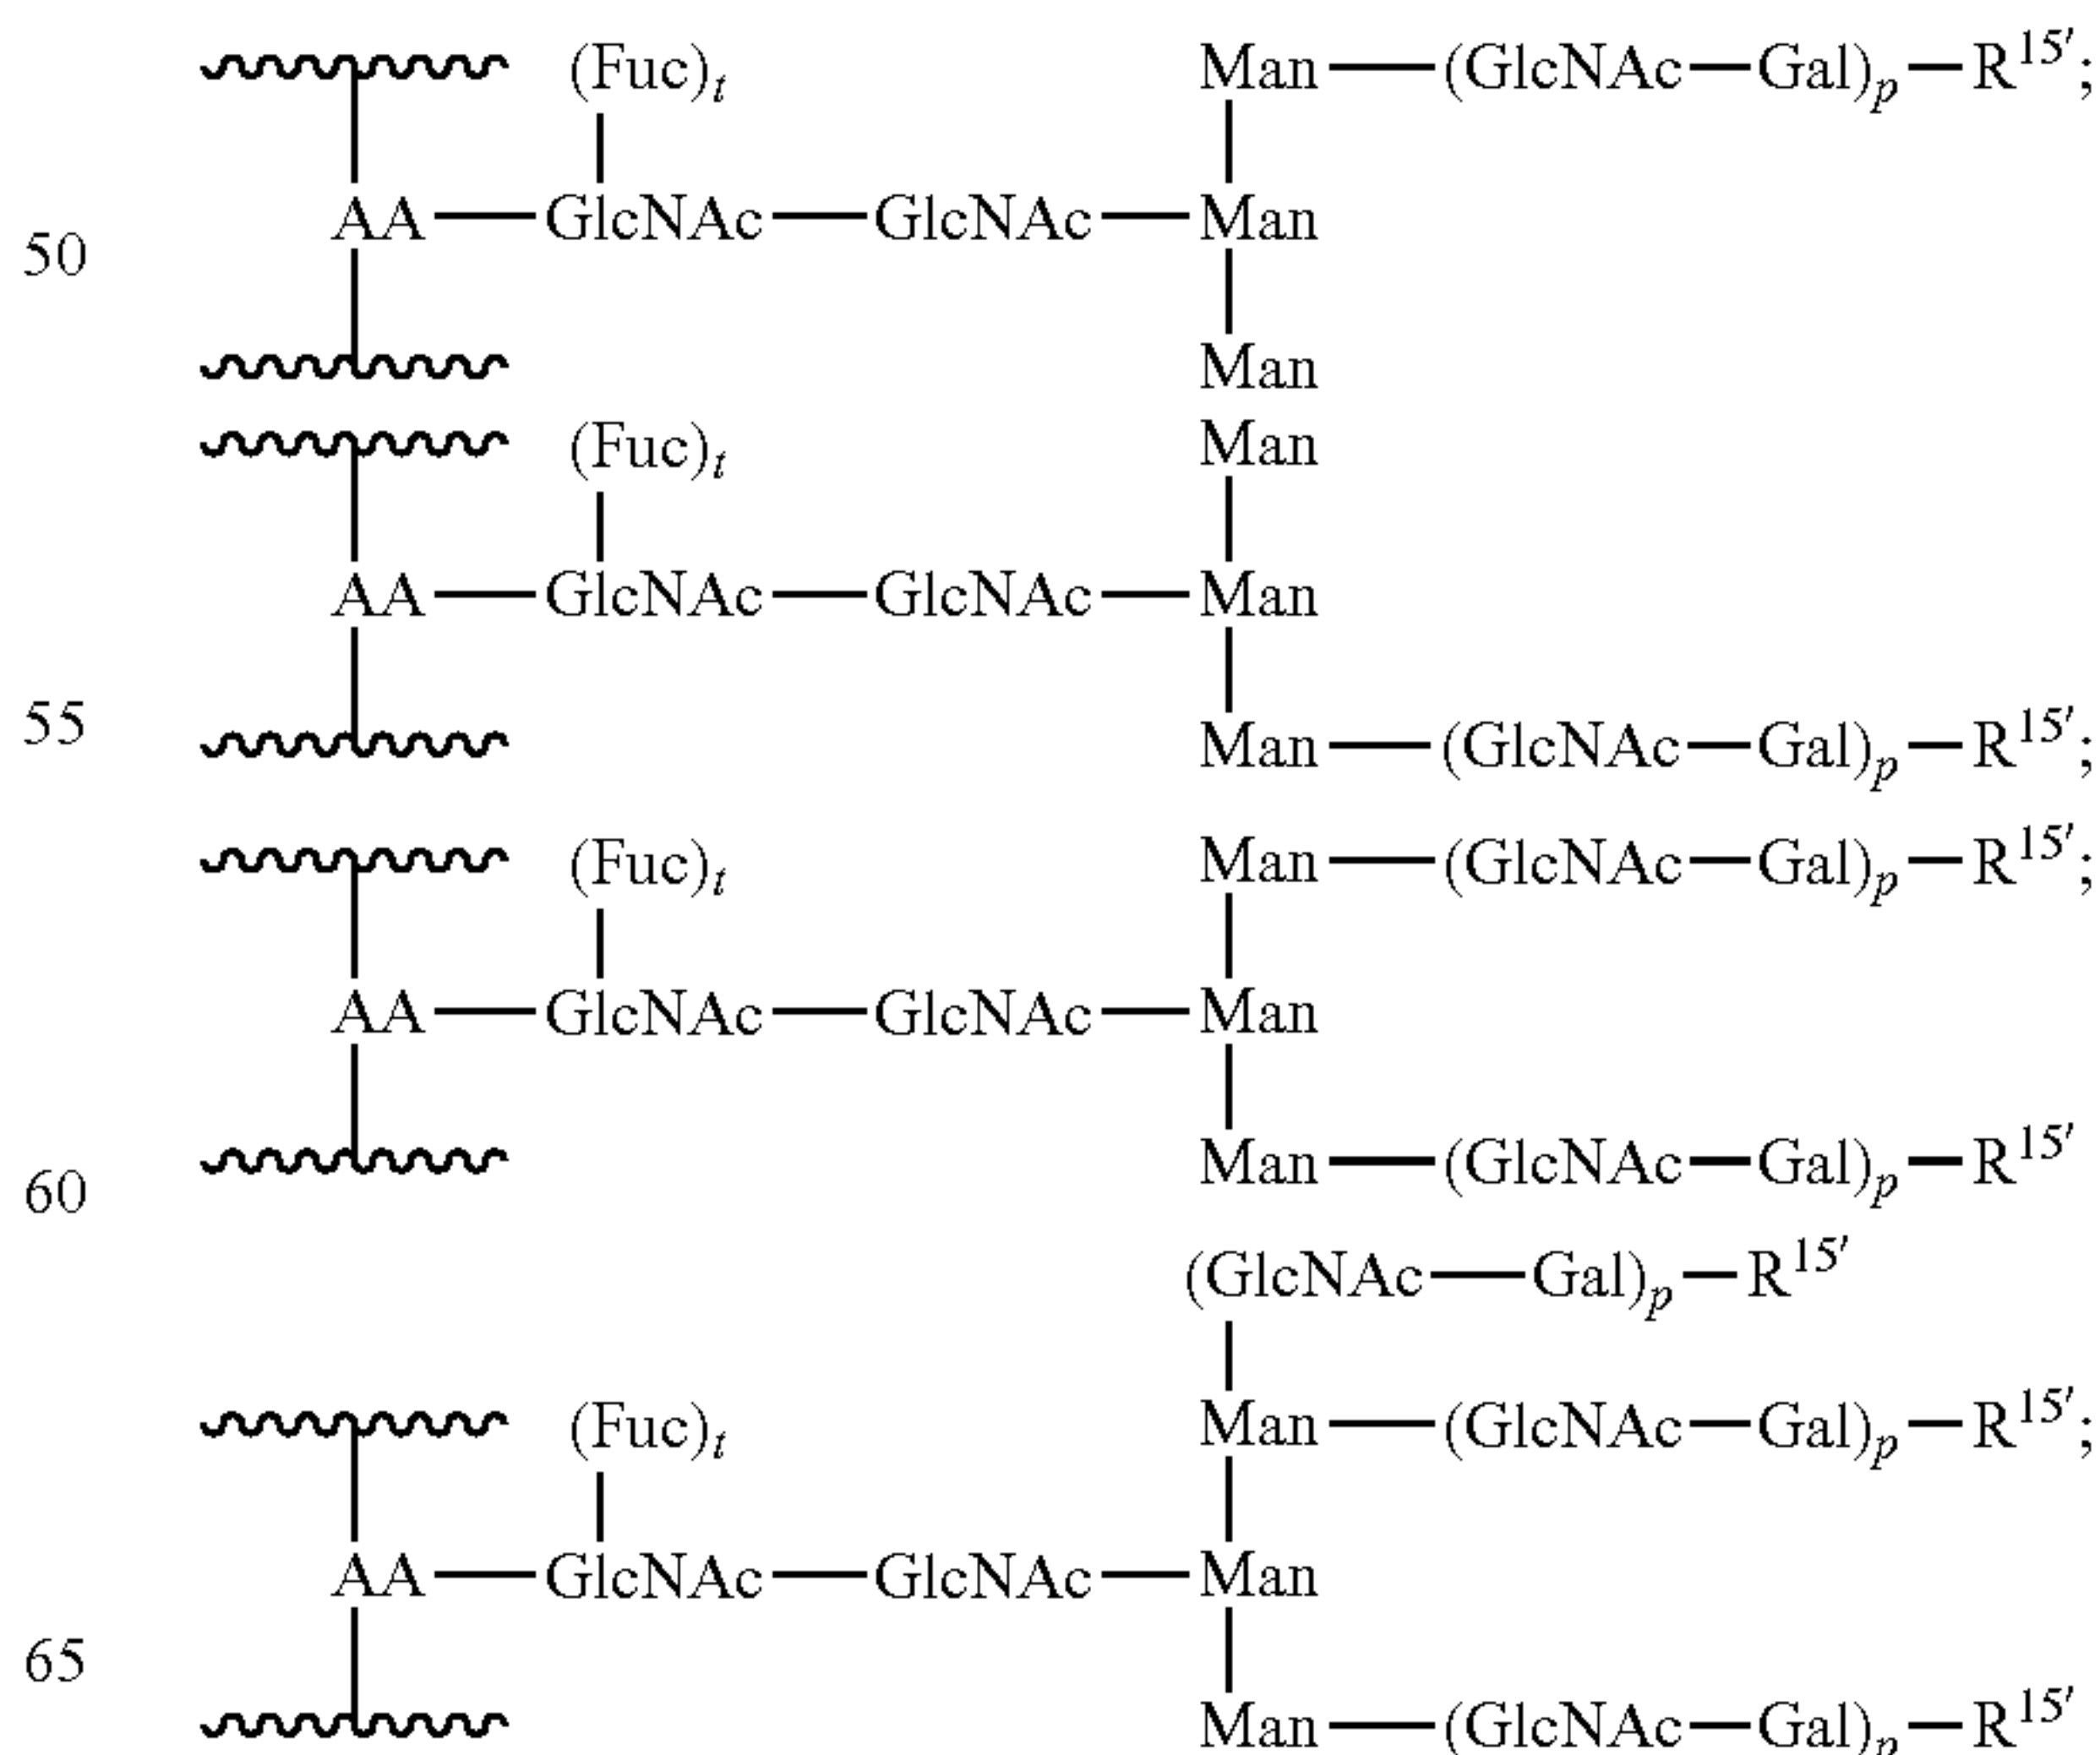 (Fuc)t Man—(GlcNAc—Gal)p—R15′;
AA—GlcNAc—GlcNAc—Man
50
Man
(Fuc)t Man
AA—GlcNAc—GlcNAc—Man
55
Man—(GlcNAc—Gal)p—R15′;
(Fuc)t Man—(GlcNAc—Gal)p—R15′;
AA—GlcNAc—GlcNAc—Man
60
Man—(GlcNAc—Gal)p—R15′
(GlcNAc—Gal)p—R15′
(Fuc)t Man—(GlcNAc—Gal)p—R15′;
AA—GlcNAc—GlcNAc—Man
65
Man—(GlcNAc—Gal)p—R15′